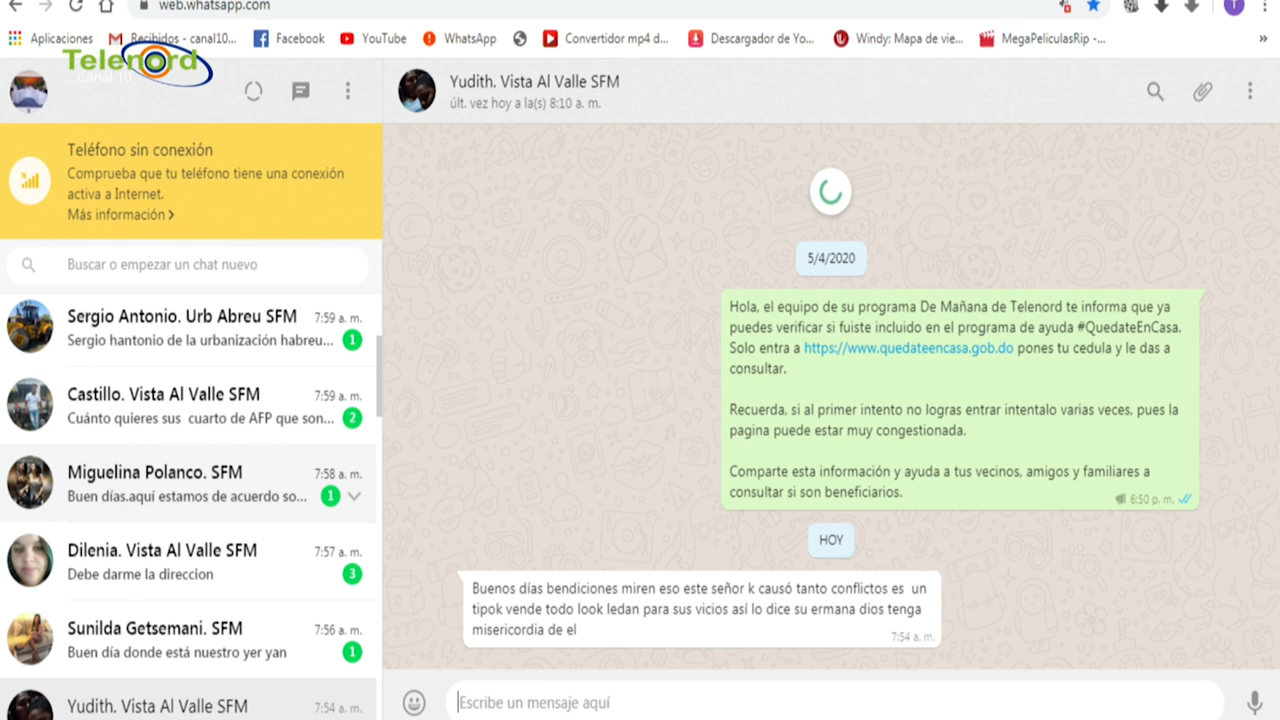 web.whatsapp.com
T
Aplicaciones
Recibidos - canal10...
Facebook
YouTube
WhatsApp
Convertidor mp4 d...
Descargador de Yo...
Windy: Mapa de vie...
MegaPeliculasRip -...
»
Telenord
Canal 10
Yudith. Vista Al Valle SFM
últ. vez hoy a la(s) 8:10 a. m.
Teléfono sin conexión
Comprueba que tu teléfono tiene una conexión
activa a Internet.
Más información
Buscar o empezar un chat nuevo
Sergio Antonio. Urb Abreu SFM 7:59 a. m.
Sergio hantonio de la urbanización habreu... 1
Castillo. Vista Al Valle SFM 7:59 a. m.
Cuánto quieres sus cuarto de AFP que son... 2
Miguelina Polanco. SFM 7:58 a. m.
Buen días.aquí estamos de acuerdo so... 1
Dilenia. Vista Al Valle SFM 7:57 a. m.
Debe darme la direccion 3
Sunilda Getsemani. SFM 7:56 a. m.
Buen día donde está nuestro yer yan 1
Yudith. Vista Al Valle SFM 7:54 a. m.
5/4/2020
Hola, el equipo de su programa De Mañana de Telenord te informa que ya
puedes verificar si fuiste incluido en el programa de ayuda #QuedateEnCasa.
Solo entra a https://www.quedateencasa.gob.do pones tu cedula y le das a
consultar.
Recuerda, si al primer intento no logras entrar intentalo varias veces, pues la
pagina puede estar muy congestionada.
Comparte esta información y ayuda a tus vecinos, amigos y familiares a
consultar si son beneficiarios.
6:50 p. m.
HOY
Buenos días bendiciones miren eso este señor k causó tanto conflictos es un
tipok vende todo look ledan para sus vicios así lo dice su ermana dios tenga
misericordia de el
7:54 a. m.
Escribe un mensaje aquí